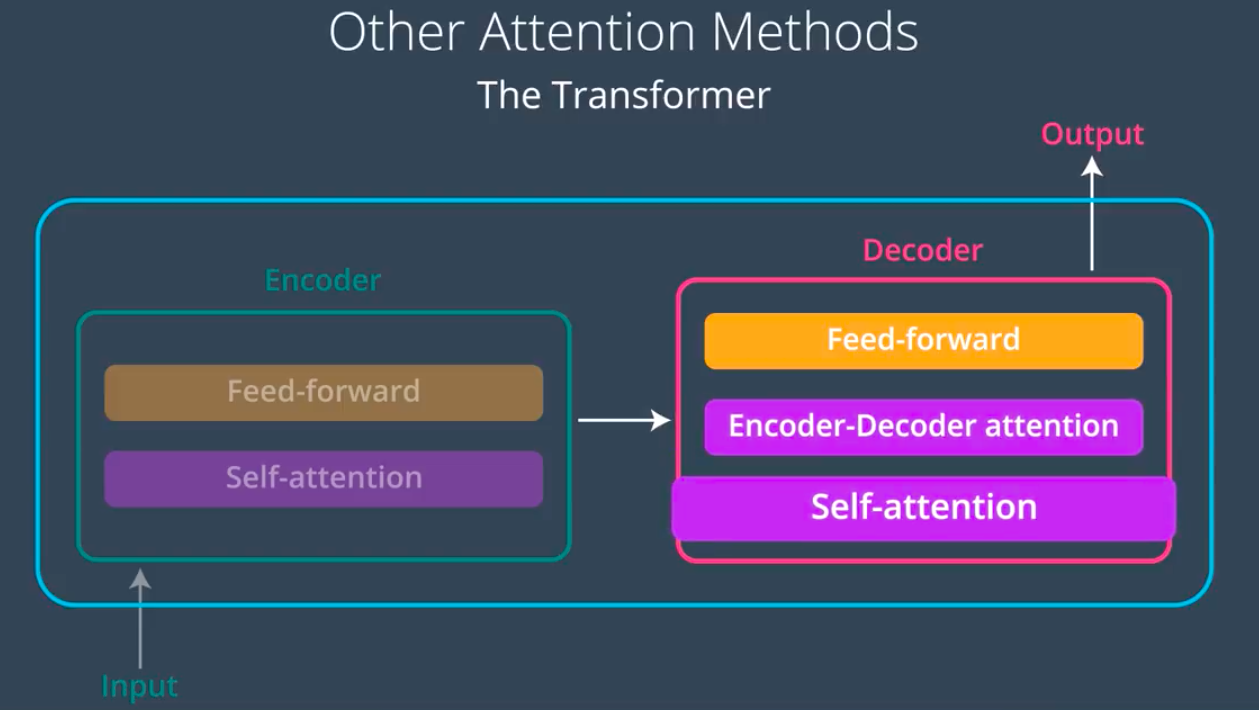 Other Attention Methods
The Transformer
Output
Decoder
Encoder
Feed-forward
Self-attention
Feed-forward
Encoder-Decoder attention
Self-attention
Input